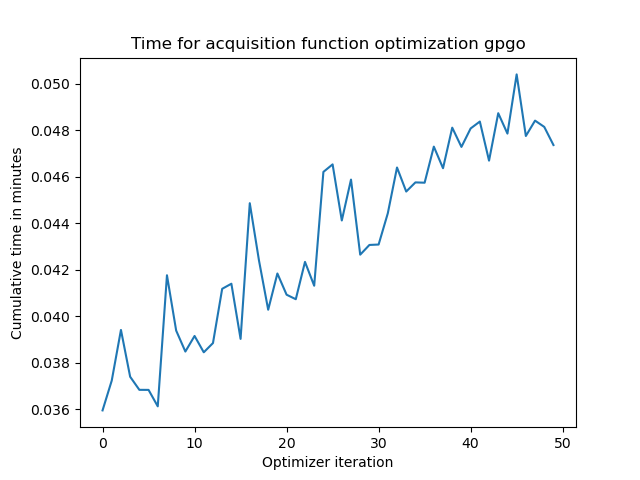 Time for acquisition function optimization gpgo
0.050
0.048
0.046
0.044
0.042
0.040
0.038
0.036
Cumulative time in minutes
0 10 20 30 40 50
Optimizer iteration